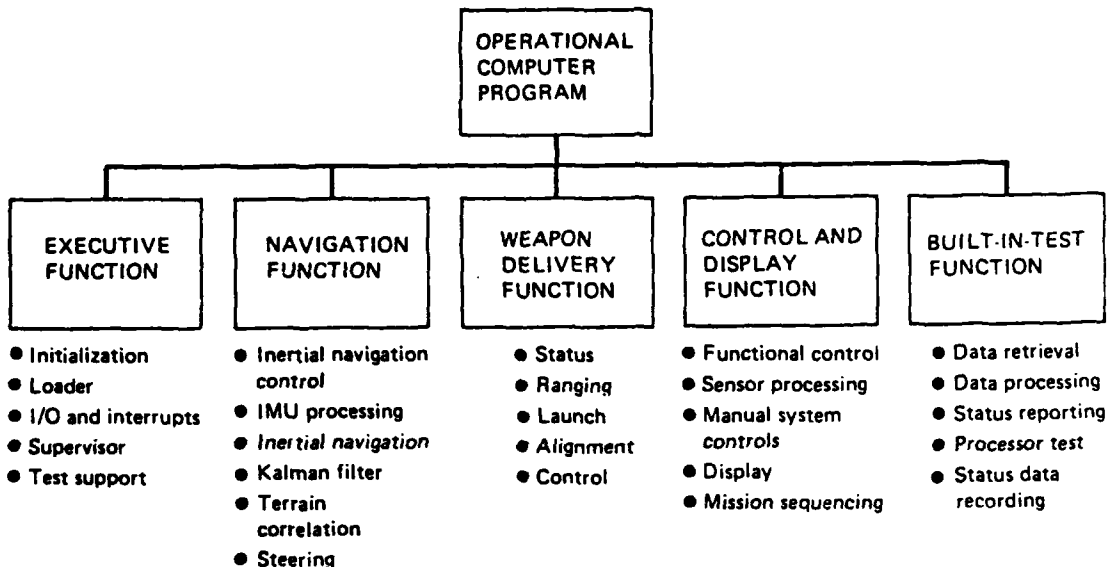 OPERATIONAL
COMPUTER
PROGRAM
EXECUTIVE
FUNCTION
● Initialization
● Loader
● I/O and interrupts
● Supervisor
● Test support
NAVIGATION
FUNCTION
● Inertial navigation
control
● IMU processing
● Inertial navigation
● Kalman filter
● Terrain
correlation
● Steering
WEAPON
DELIVERY
FUNCTION
● Status
● Ranging
● Launch
● Alignment
● Control
CONTROL AND
DISPLAY
FUNCTION
● Functional control
● Sensor processing
● Manual system
controls
● Display
● Mission sequencing
BUILT-IN-TEST
FUNCTION
● Data retrieval
● Data processing
● Status reporting
● Processor test
● Status data
recording